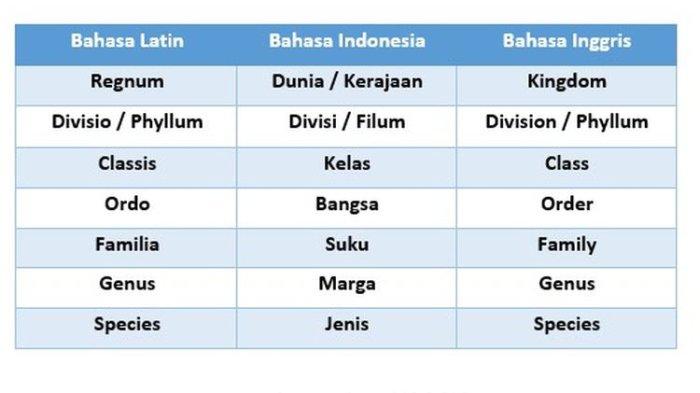 Bahasa Latin Bahasa Indonesia Bahasa Inggris
Regnum Dunia / Kerajaan Kingdom
Divisio / Phyllum Divisi / Filum Division / Phyllum
Classis Kelas Class
Ordo Bangsa Order
Familia Suku Family
Genus Marga Genus
Species Jenis Species